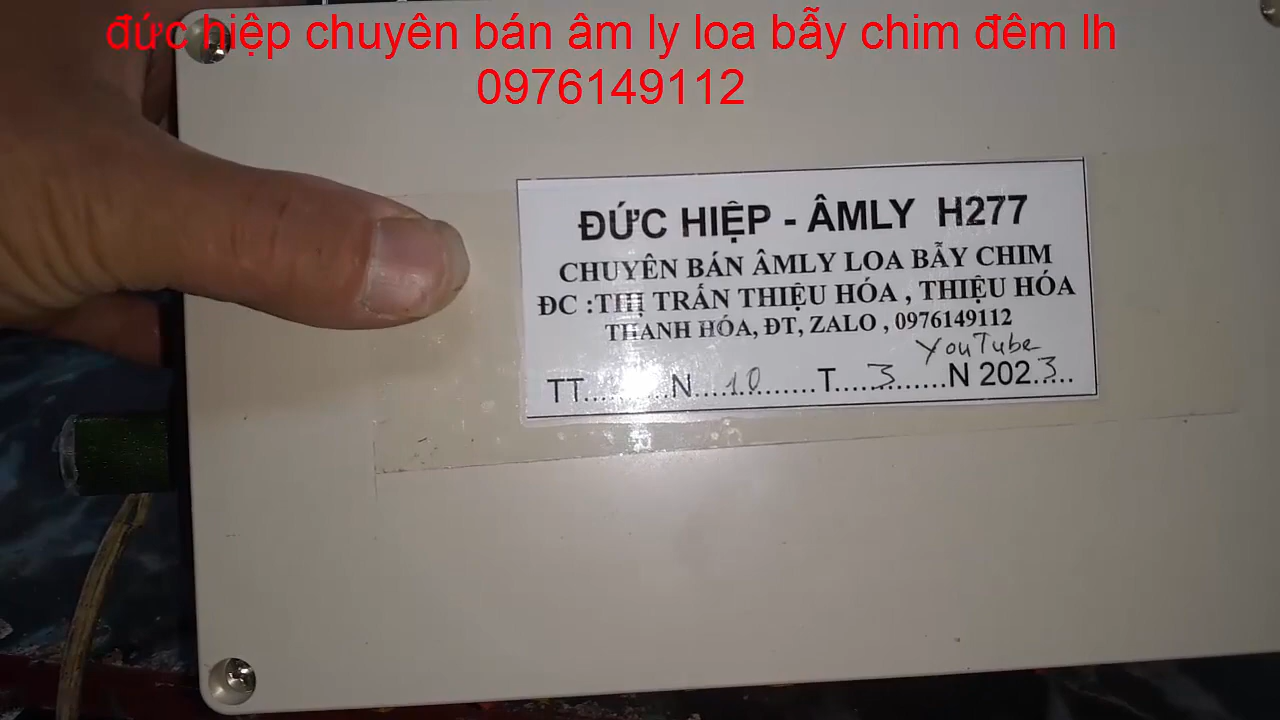 đức hiệp chuyên bán âm ly loa bẫy chim đêm lh
0976149112
ĐỨC HIỆP - ÂMLY H277
CHUYÊN BÁN ÂMLY LOA BẪY CHIM
ĐC :THỊ TRẤN THIỆU HÓA , THIỆU HÓA
THANH HÓA, ĐT, ZALO , 0976149112
YouTube
TT...........N....10..........T....3..........N 2023....